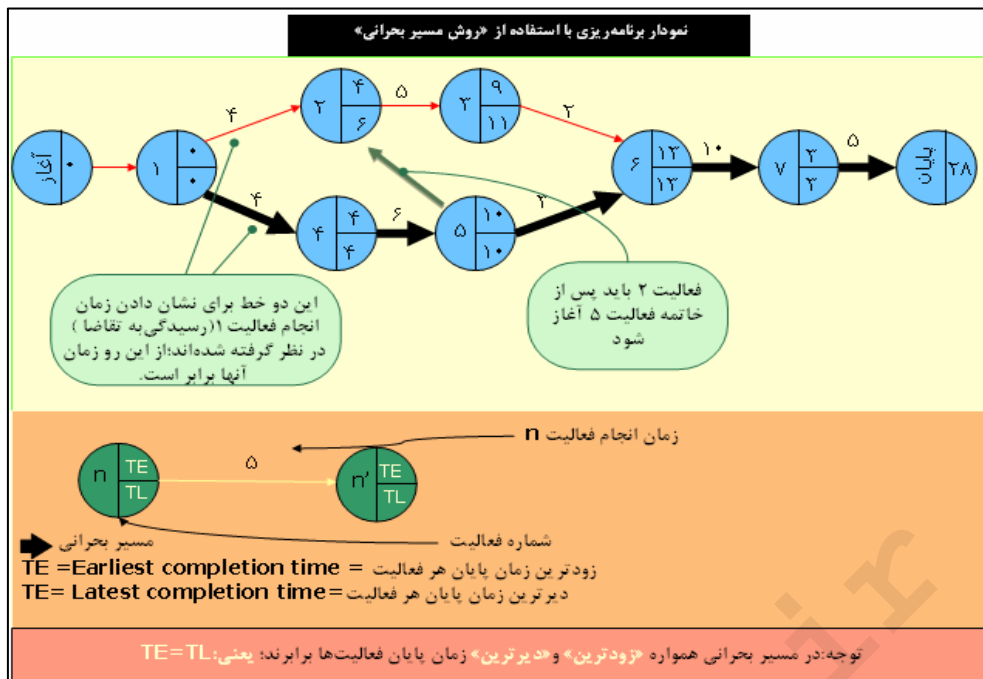 نمودار برنامه‌ریزی با استفاده از «روش مسیر بحرانی»
آغاز ۰
۱ ۰ ۰
۴
۲ ۴ ۶
۵
۳ ۹ ۱۱
۲
۴
۴ ۴ ۴
۶
۵ ۱۰ ۱۰
۳
۶ ۱۳ ۱۳
۱۰
۷ ۳ ۳
۵
پایان ۲۸
این دو خط برای نشان دادن زمان
انجام فعالیت ۱(رسیدگی‌به تقاضا )
در نظر گرفته شده‌اند؛از این رو زمان
آنها برابر است.
فعالیت ۲ باید پس از
خاتمه فعالیت ۵ آغاز
شود
زمان انجام فعالیت n
n TE TL
۵
n’ TE TL
مسیر بحرانی
شماره فعالیت
TE =Earliest completion time = زودترین زمان پایان هر فعالیت
TE= Latest completion time=دیرترین زمان پایان هر فعالیت
توجه:در مسیر بحرانی همواره «زودترین» و«دیرترین» زمان پایان فعالیت‌ها برابرند؛ یعنی:TE=TL
ir